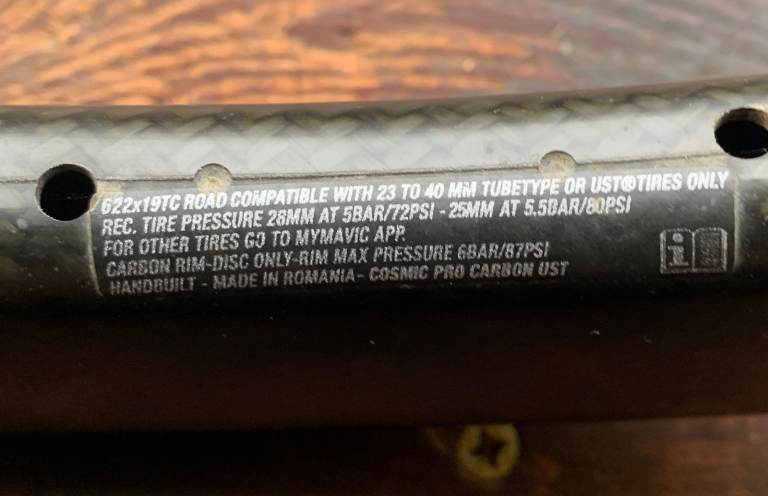 622x19TC ROAD COMPATIBLE WITH 23 TO 40 MM TUBETYPE OR UST®TIRES ONLY
REC. TIRE PRESSURE 28MM AT 5BAR/72PSI - 25MM AT 5.5BAR/80PSI
FOR OTHER TIRES GO TO MYMAVIC APP.
CARBON RIM-DISC ONLY-RIM MAX PRESSURE 6BAR/87PSI
HANDBUILT - MADE IN ROMANIA- COSMIC PRO CARBON UST